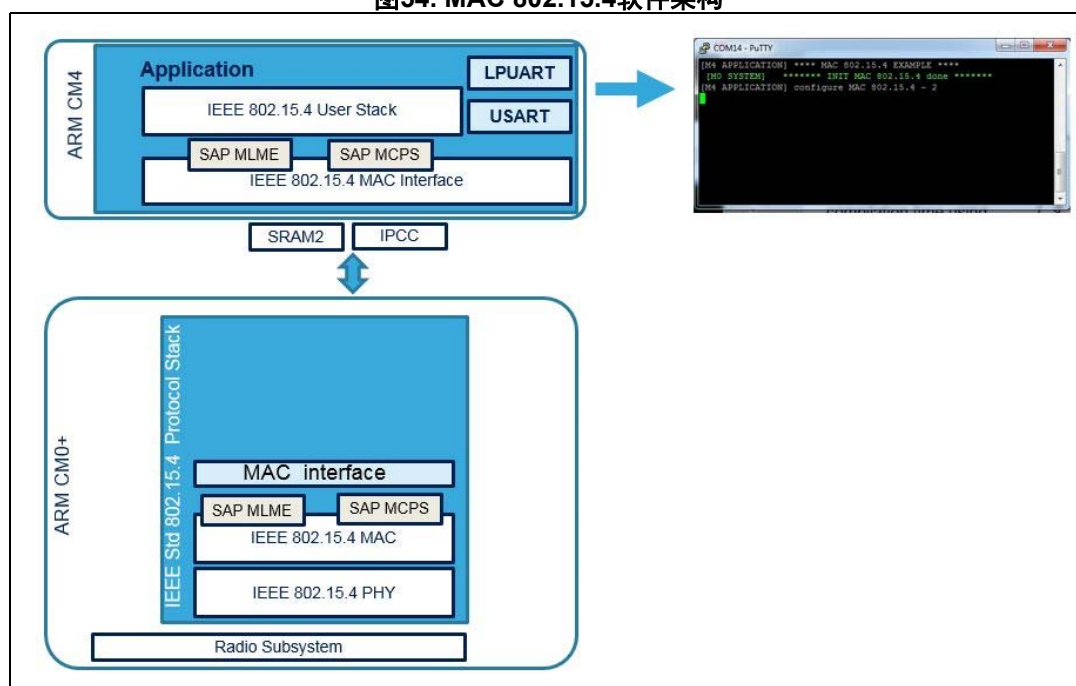 图34. MAC 802.15.4软件架构
ARM CM4
Application
LPUART
IEEE 802.15.4 User Stack
USART
SAP MLME
SAP MCPS
IEEE 802.15.4 MAC Interface
SRAM2
IPCC
COM14 - PuTTY
[M4 APPLICATION] **** MAC 802.15.4 EXAMPLE ****
[M0 SYSTEM] ******* INIT MAC 802.15.4 done *******
[M4 APPLICATION] configure MAC 802.15.4 - 2
ARM CM0+
IEEE Std 802.15.4 Protocol Stack
MAC interface
SAP MLME
SAP MCPS
IEEE 802.15.4 MAC
IEEE 802.15.4 PHY
Radio Subsystem